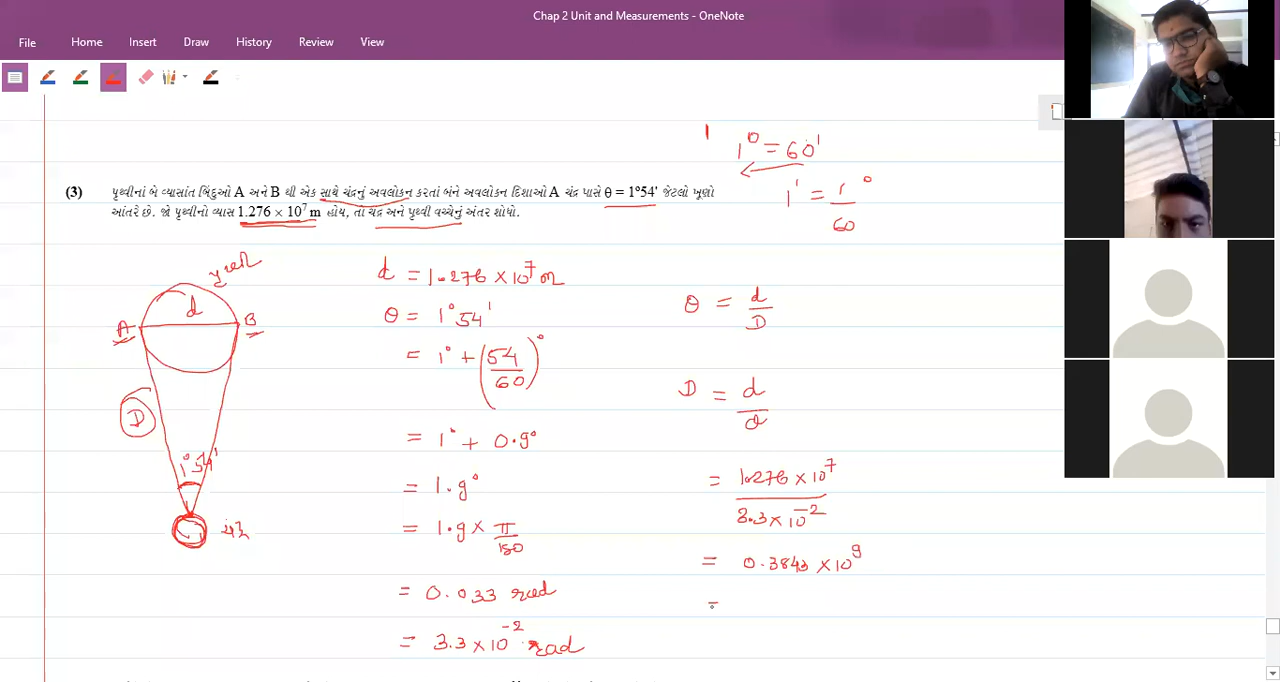 Chap 2 Unit and Measurements - OneNote
File Home Insert Draw History Review View
(3) પૃથ્વીનાં બે વ્યાસાંત બિંદુઓ A અને B થી એક સાથે ચંદ્રનું અવલોકન કરતાં બંને અવલોકન દિશાઓ A ચંદ્ર પાસે θ = 1°54' જેટલો ખૂણો
આંતરે છે. જો પૃથ્વીનો વ્યાસ 1.276 × 10⁷ m હોય, તો ચંદ્ર અને પૃથ્વી વચ્ચેનું અંતર શોધો.
1° = 60'
1' = 1/60 °
પૃથ્વી
d
A B
D
1°54'
ચંદ્ર
d = 1.276 × 10⁷ m
θ = 1°54'
= 1° + (54/60)°
= 1° + 0.9°
= 1.9°
= 1.9 × π/180
= 0.033 rad
= 3.3 × 10⁻² rad
θ = d/D
D = d/θ
= 1.276 × 10⁷ / 3.3 × 10⁻²
= 0.3843 × 10⁹
=